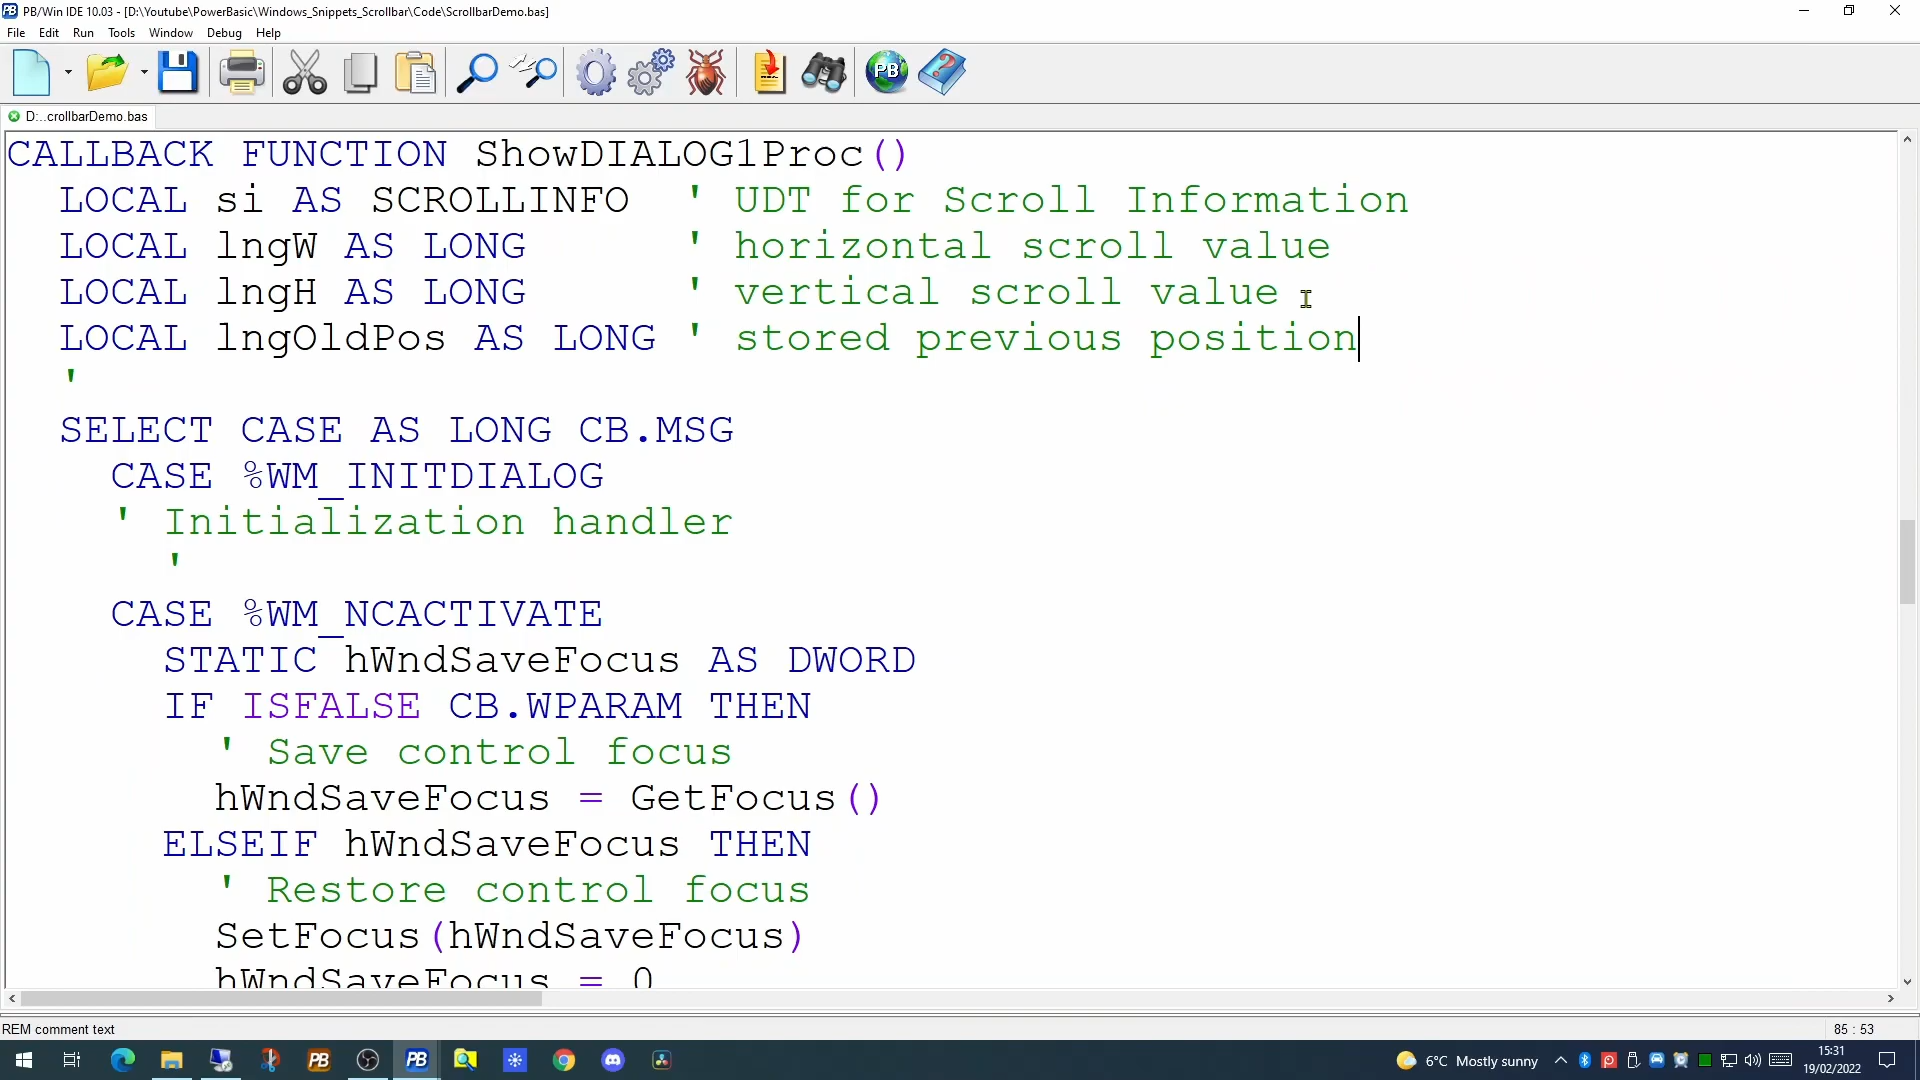 PB/Win IDE 10.03 - [D:\Youtube\PowerBasic\Windows_Snippets_Scrollbar\Code\ScrollbarDemo.bas]
File Edit Run Tools Window Debug Help
PB
D:..crollbarDemo.bas
CALLBACK FUNCTION ShowDIALOG1Proc()
LOCAL si AS SCROLLINFO ' UDT for Scroll Information
LOCAL lngW AS LONG ' horizontal scroll value
LOCAL lngH AS LONG ' vertical scroll value
LOCAL lngOldPos AS LONG ' stored previous position
'
SELECT CASE AS LONG CB.MSG
CASE %WM_INITDIALOG
' Initialization handler
'
CASE %WM_NCACTIVATE
STATIC hWndSaveFocus AS DWORD
IF ISFALSE CB.WPARAM THEN
' Save control focus
hWndSaveFocus = GetFocus()
ELSEIF hWndSaveFocus THEN
' Restore control focus
SetFocus(hWndSaveFocus)
hWndSaveFocus = 0
REM comment text 85 : 53
PB PB 6°C Mostly sunny 15:31
19/02/2022